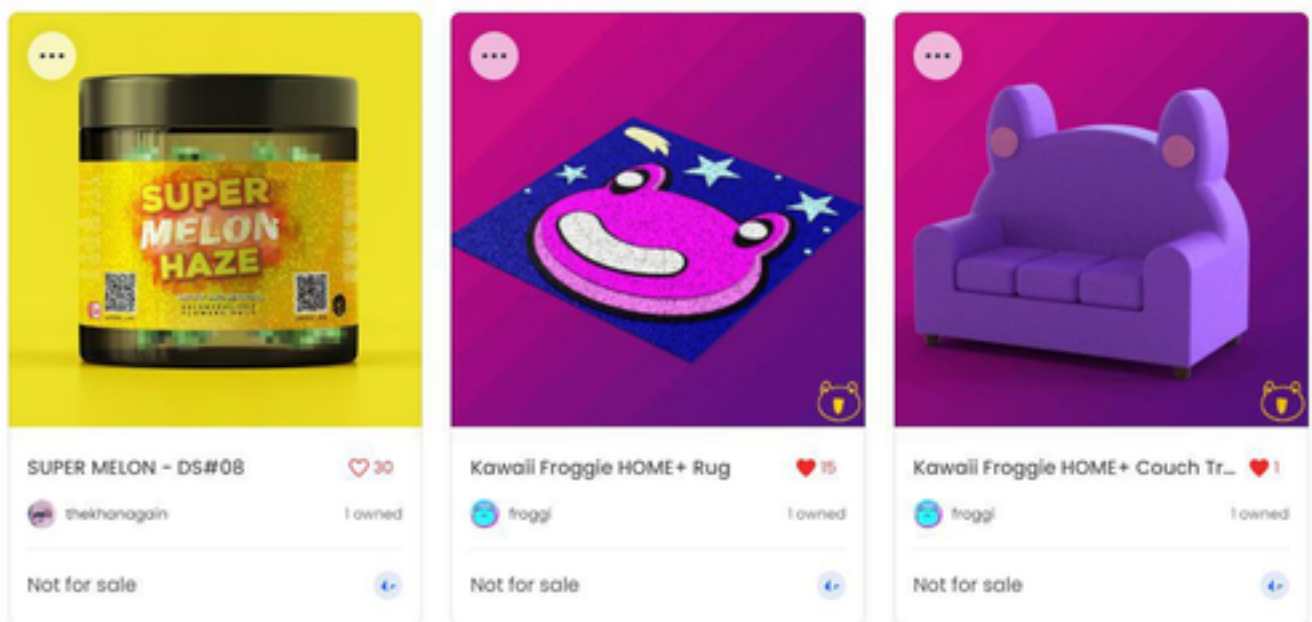 SUPER
MELON
HAZE
SUPER MELON - DS#08
30
thekhanagain
1 owned
Not for sale
Kawaii Froggie HOME+ Rug
15
froggi
1 owned
Not for sale
Kawaii Froggie HOME+ Couch Tr...
1
froggi
1 owned
Not for sale